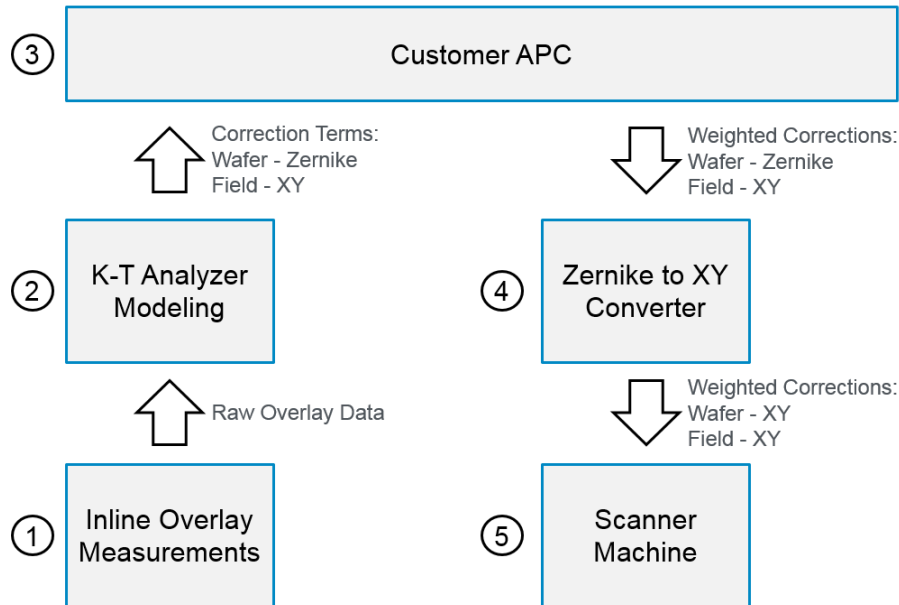 3
Customer APC
Correction Terms:
Wafer - Zernike
Field - XY
Weighted Corrections:
Wafer - Zernike
Field - XY
2
K-T Analyzer
Modeling
4
Zernike to XY
Converter
Raw Overlay Data
Weighted Corrections:
Wafer - XY
Field - XY
1
Inline Overlay
Measurements
5
Scanner
Machine